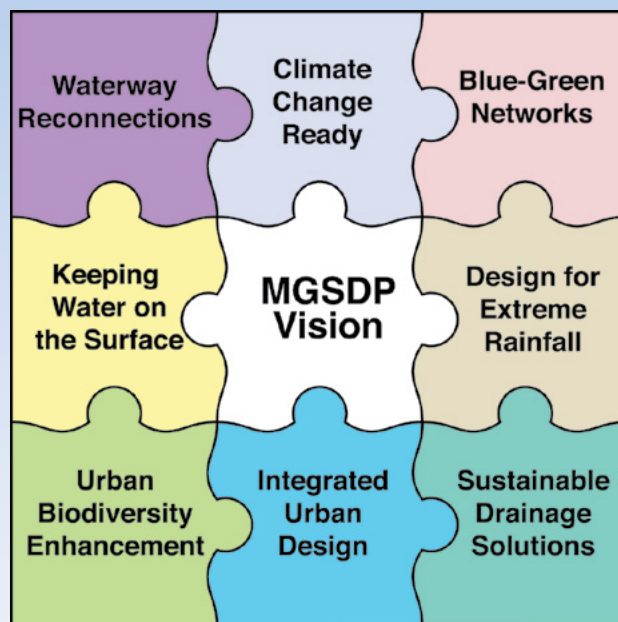 Waterway
Reconnections
Climate
Change
Ready
Blue-Green
Networks
Keeping
Water on
the Surface
MGSDP
Vision
Design for
Extreme
Rainfall
Urban
Biodiversity
Enhancement
Integrated
Urban
Design
Sustainable
Drainage
Solutions